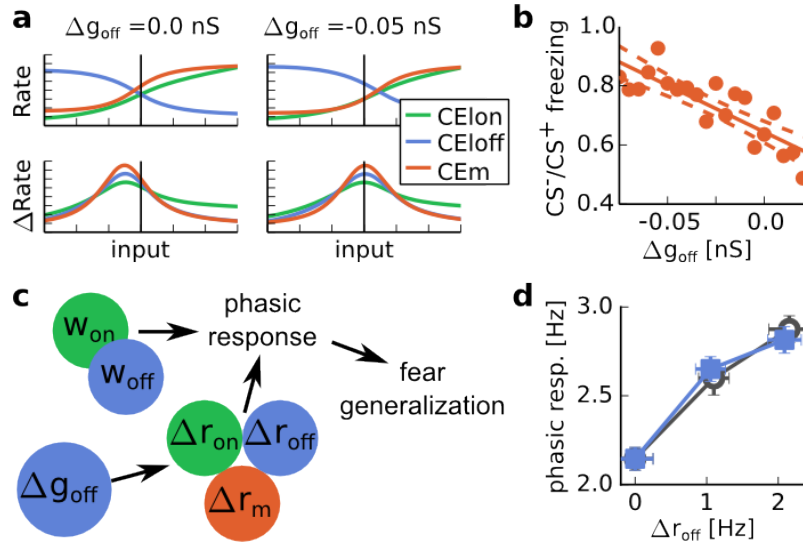 a
Δg_off =0.0 nS
Δg_off =-0.05 nS
Rate
CElon
CEloff
CEm
ΔRate
input
input
b
CS⁻/CS⁺ freezing
1.0
0.8
0.6
0.4
-0.05
0.0
Δg_off [nS]
c
w_on
w_off
phasic
response
fear
generalization
Δg_off
Δr_on
Δr_off
Δr_m
d
phasic resp. [Hz]
3.0
2.5
2.0
0
1
2
Δr_off [Hz]